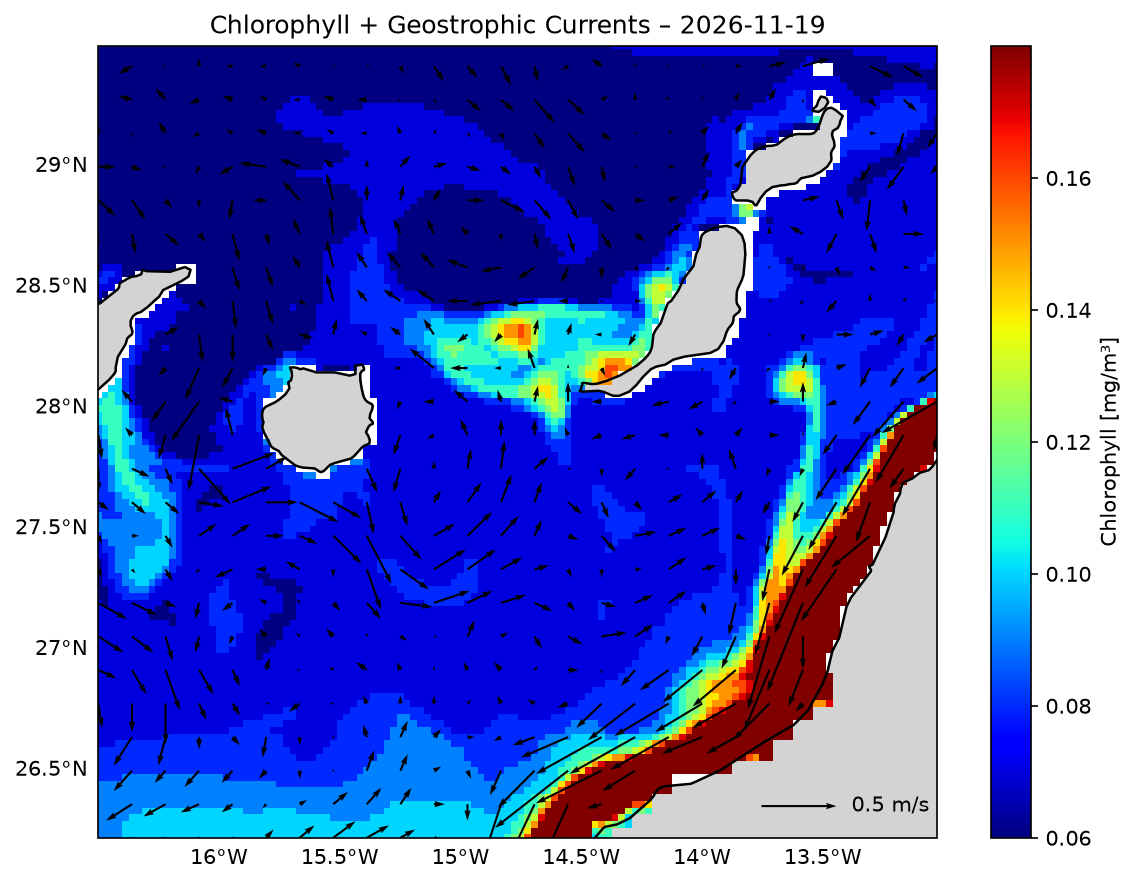 Chlorophyll + Geostrophic Currents – 2026-11-19
29°N
28.5°N
28°N
27.5°N
27°N
26.5°N
16°W
15.5°W
15°W
14.5°W
14°W
13.5°W
0.5 m/s
0.16
0.14
0.12
0.10
0.08
0.06
Chlorophyll [mg/m³]